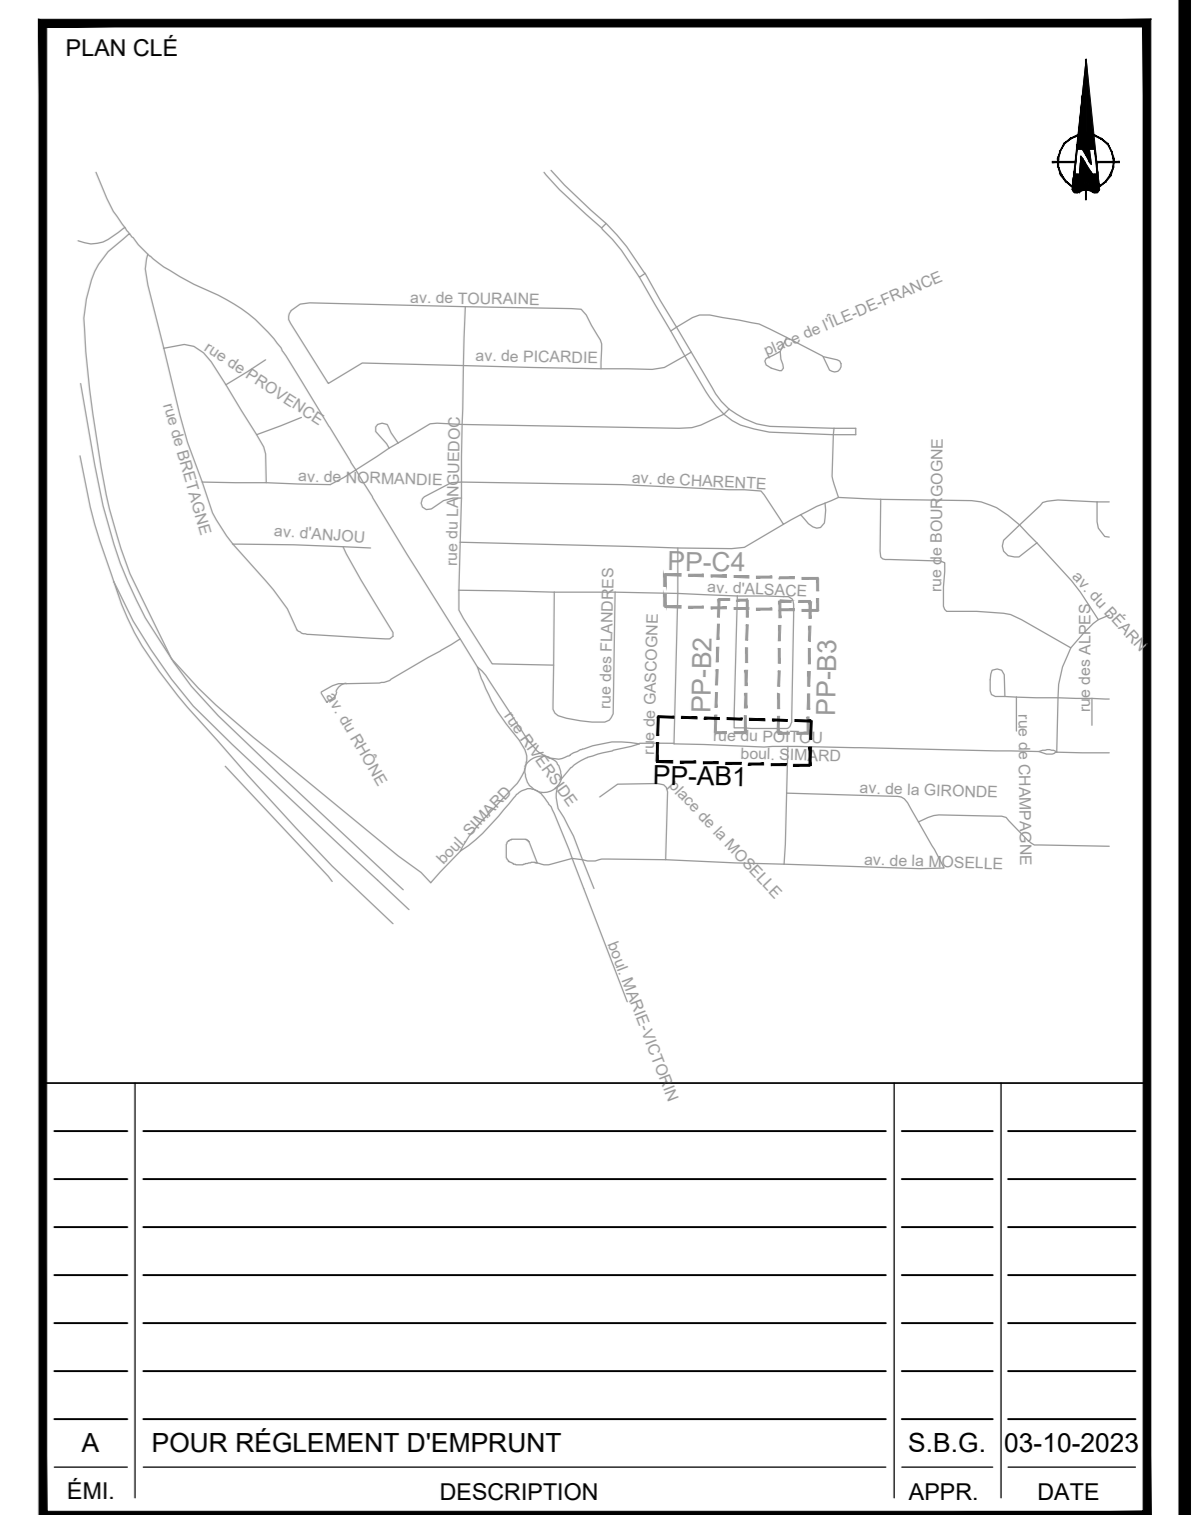 PLAN CLÉ
N
av. de TOURAINE
place de l'ÎLE-DE-FRANCE
av. de PICARDIE
rue de PROVENCE
rue de BRETAGNE
rue du LANGUEDOC
av. de NORMANDIE
av. de CHARENTE
rue de BOURGOGNE
av. d'ANJOU
PP-C4
av. d'ALSACE
rue des FLANDRES
rue de GASCOGNE
PP-B2
PP-B3
av. du BÉARN
rue des ALPES
av. du RHÔNE
rue RIVERSIDE
rue du POITOU
boul. SIMARD
PP-AB1
rue de CHAMPAGNE
boul. SIMARD
place de la MOSELLE
av. de la GIRONDE
av. de la MOSELLE
boul. MARIE-VICTORIN
A POUR RÉGLEMENT D'EMPRUNT S.B.G. 03-10-2023
ÉMI. DESCRIPTION APPR. DATE